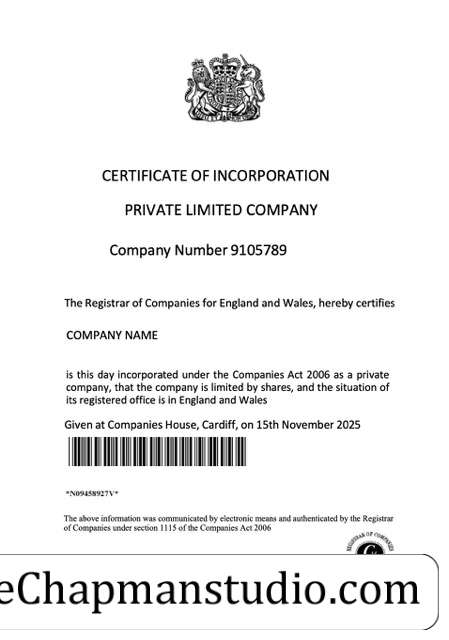 CERTIFICATE OF INCORPORATION
PRIVATE LIMITED COMPANY
Company Number 9105789
The Registrar of Companies for England and Wales, hereby certifies
COMPANY NAME
is this day incorporated under the Companies Act 2006 as a private
company, that the company is limited by shares, and the situation of
its registered office is in England and Wales
Given at Companies House, Cardiff, on 15th November 2025
*N09458927V*
The above information was communicated by electronic means and authenticated by the Registrar
of Companies under section 1115 of the Companies Act 2006
REGISTRAR OF COMPANIES
eChapmanstudio.com